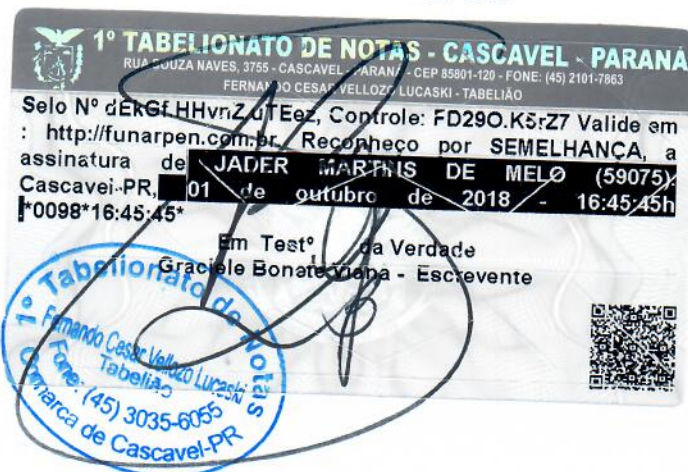 1º TABELIONATO DE NOTAS - CASCAVEL - PARANÁ
RUA SOUZA NAVES, 3755 - CASCAVEL - PARANÁ - CEP 85801-120 - FONE: (45) 2101-7863
FERNANDO CESAR VELLOZO LUCASKI - TABELIÃO
Selo Nº dEkGf.HHvnZ.uTEez, Controle: FD29O.K5rZ7 Valide em
: http://funarpen.com.br. Reconheço por SEMELHANÇA, a
assinatura de JADER MARTINS DE MELO (59075).
Cascavel-PR, 01 de outubro de 2018 - 16:45:45h
*0098*16:45:45*
Em Testº da Verdade
Graciele Bonete Viana - Escrevente
1º Tabelionato de Notas
Fernando Cesar Vellozo Lucaski
Tabelião
Fone: (45) 3035-6055
Comarca de Cascavel-PR